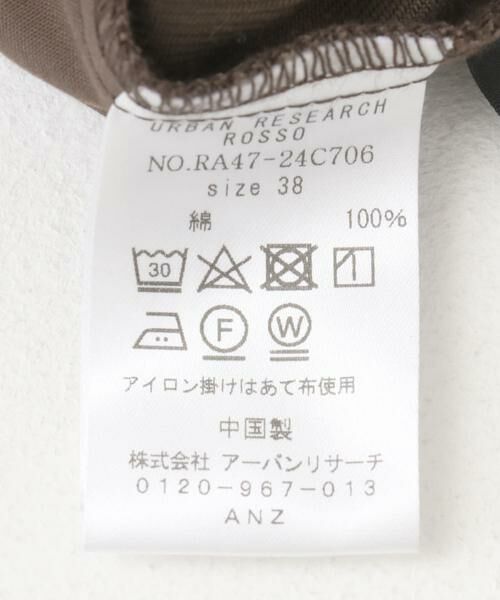 URBAN RESEARCH
ROSSO
NO.RA47-24C706
size 38
綿 100%
30
F W
アイロン掛けはあて布使用
中国製
株式会社 アーバンリサーチ
0120-967-013
ANZ